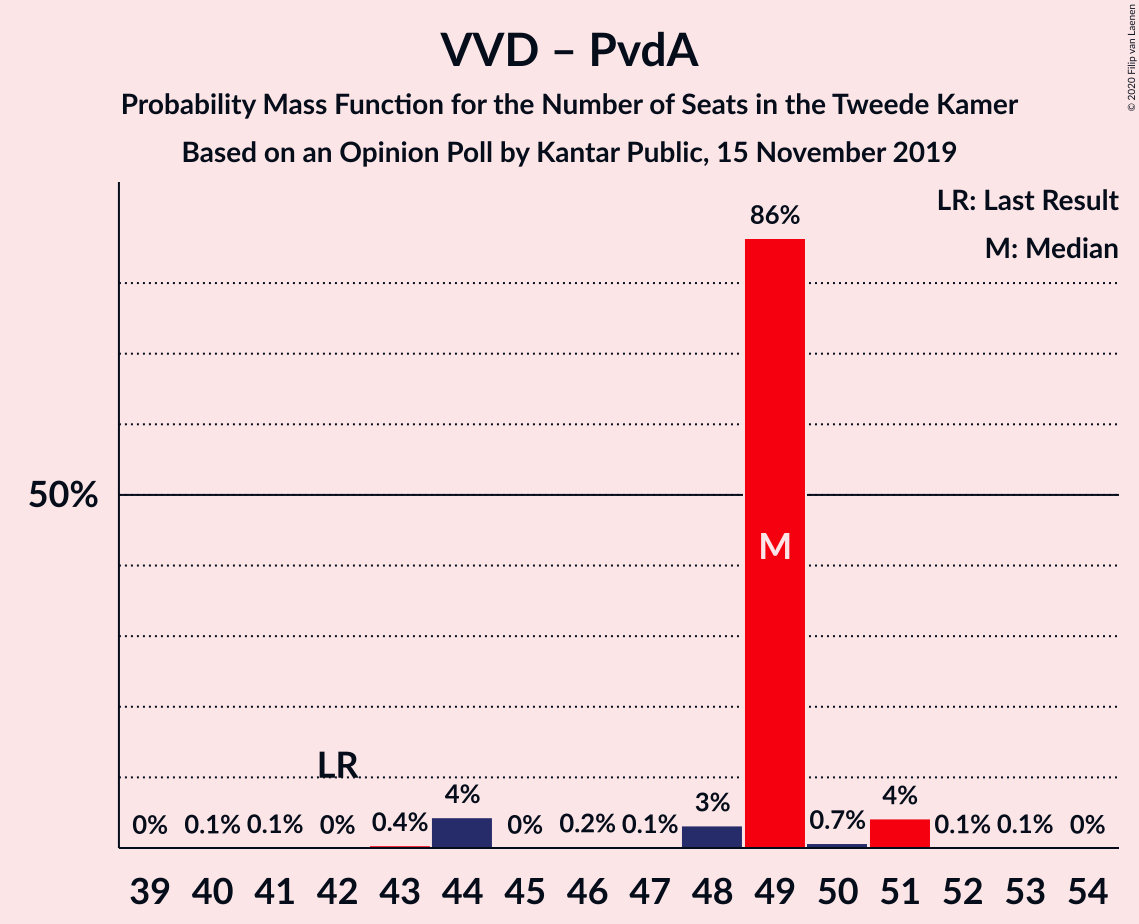 VVD – PvdA
Probability Mass Function for the Number of Seats in the Tweede Kamer
Based on an Opinion Poll by Kantar Public, 15 November 2019
© 2020 Filip van Laenen
LR: Last Result
M: Median
86%
50%
M
LR
0% 0.1% 0.1% 0% 0.4% 4% 0% 0.2% 0.1% 3% 0.7% 4% 0.1% 0.1% 0%
39 40 41 42 43 44 45 46 47 48 49 50 51 52 53 54